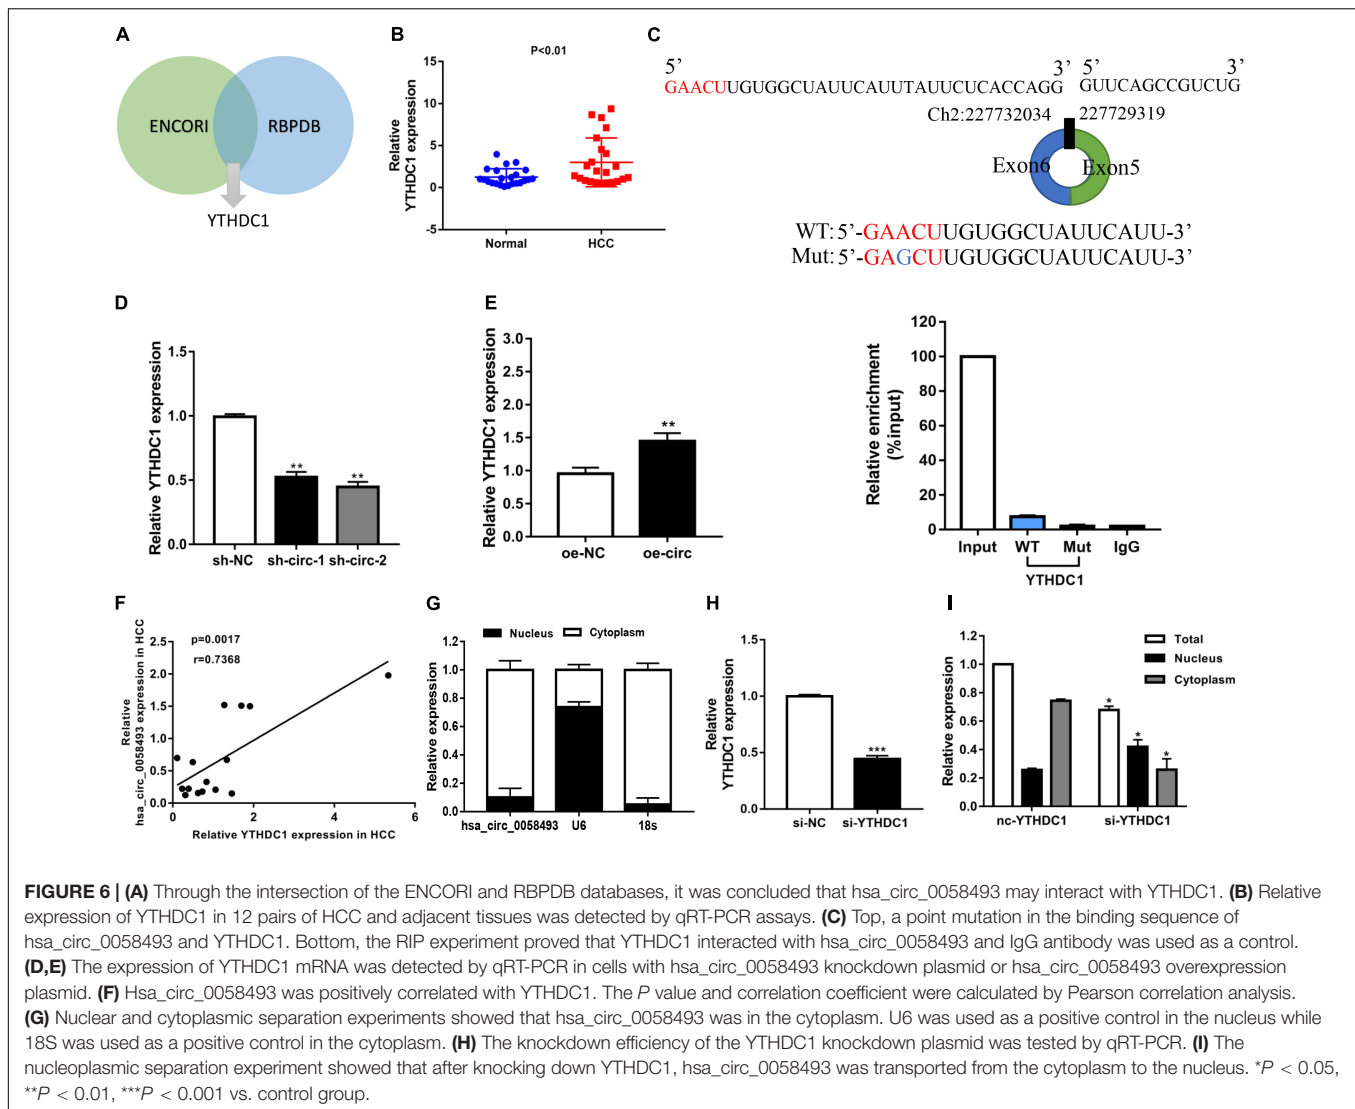 A
ENCORI
RBPDB
YTHDC1
B
P<0.01
Relative
YTHDC1 expression
15
10
5
0
-5
Normal
HCC
C
5’
3’
5’
3’
GAACUUGUGGCUAUUCAUUTAUUCUCACCAGG
GUUCAGCCGUCUG
Ch2:227732034
227729319
Exon6
Exon5
WT: 5’-GAACUUGUGGCUAUUCAUU-3’
Mut: 5’-GAGCUUGUGGCUAUUCAUU-3’
Relative enrichment
(%input)
120
100
80
60
40
20
0
Input
WT
Mut
IgG
YTHDC1
D
Relative YTHDC1 expression
1.5
1.0
0.5
0.0
**
**
sh-NC
sh-circ-1
sh-circ-2
E
Relative YTHDC1 expression
3.0
2.5
2.0
1.5
1.0
0.5
0.0
**
oe-NC
oe-circ
F
Relative
hsa_circ_0058493 expression in HCC
p=0.0017
r=0.7368
2.5
2.0
1.5
1.0
0.5
0.0
0
2
4
6
Relative YTHDC1 expression in HCC
G
Nucleus
Cytoplasm
Relative expression
1.2
1.0
0.8
0.6
0.4
0.2
0.0
hsa_circ_0058493
U6
18s
H
Relative
YTHDC1 expression
1.5
1.0
0.5
0.0
***
si-NC
si-YTHDC1
I
Total
Nucleus
Cytoplasm
Relative expression
1.2
1.0
0.8
0.6
0.4
0.2
0.0
*
*
*
nc-YTHDC1
si-YTHDC1
FIGURE 6 | (A) Through the intersection of the ENCORI and RBPDB databases, it was concluded that hsa_circ_0058493 may interact with YTHDC1. (B) Relative
expression of YTHDC1 in 12 pairs of HCC and adjacent tissues was detected by qRT-PCR assays. (C) Top, a point mutation in the binding sequence of
hsa_circ_0058493 and YTHDC1. Bottom, the RIP experiment proved that YTHDC1 interacted with hsa_circ_0058493 and IgG antibody was used as a control.
(D,E) The expression of YTHDC1 mRNA was detected by qRT-PCR in cells with hsa_circ_0058493 knockdown plasmid or hsa_circ_0058493 overexpression
plasmid. (F) Hsa_circ_0058493 was positively correlated with YTHDC1. The P value and correlation coefficient were calculated by Pearson correlation analysis.
(G) Nuclear and cytoplasmic separation experiments showed that hsa_circ_0058493 was in the cytoplasm. U6 was used as a positive control in the nucleus while
18S was used as a positive control in the cytoplasm. (H) The knockdown efficiency of the YTHDC1 knockdown plasmid was tested by qRT-PCR. (I) The
nucleoplasmic separation experiment showed that after knocking down YTHDC1, hsa_circ_0058493 was transported from the cytoplasm to the nucleus. *P < 0.05,
**P < 0.01, ***P < 0.001 vs. control group.